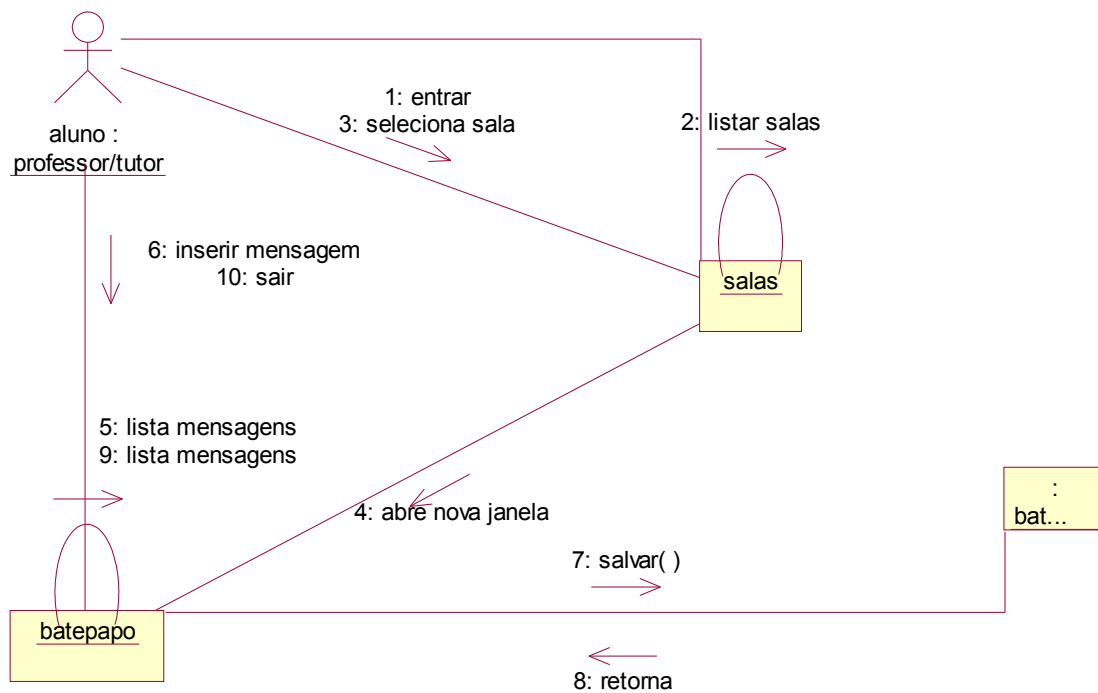 aluno :
professor/tutor
1: entrar
3: seleciona sala
2: listar salas
salas
6: inserir mensagem
10: sair
5: lista mensagens
9: lista mensagens
4: abre nova janela
:
bat...
7: salvar( )
batepapo
8: retorna